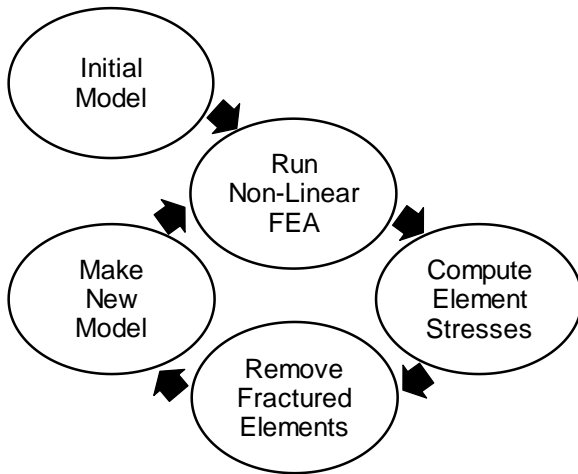 Initial
Model
Run
Non-Linear
FEA
Compute
Element
Stresses
Remove
Fractured
Elements
Make
New
Model